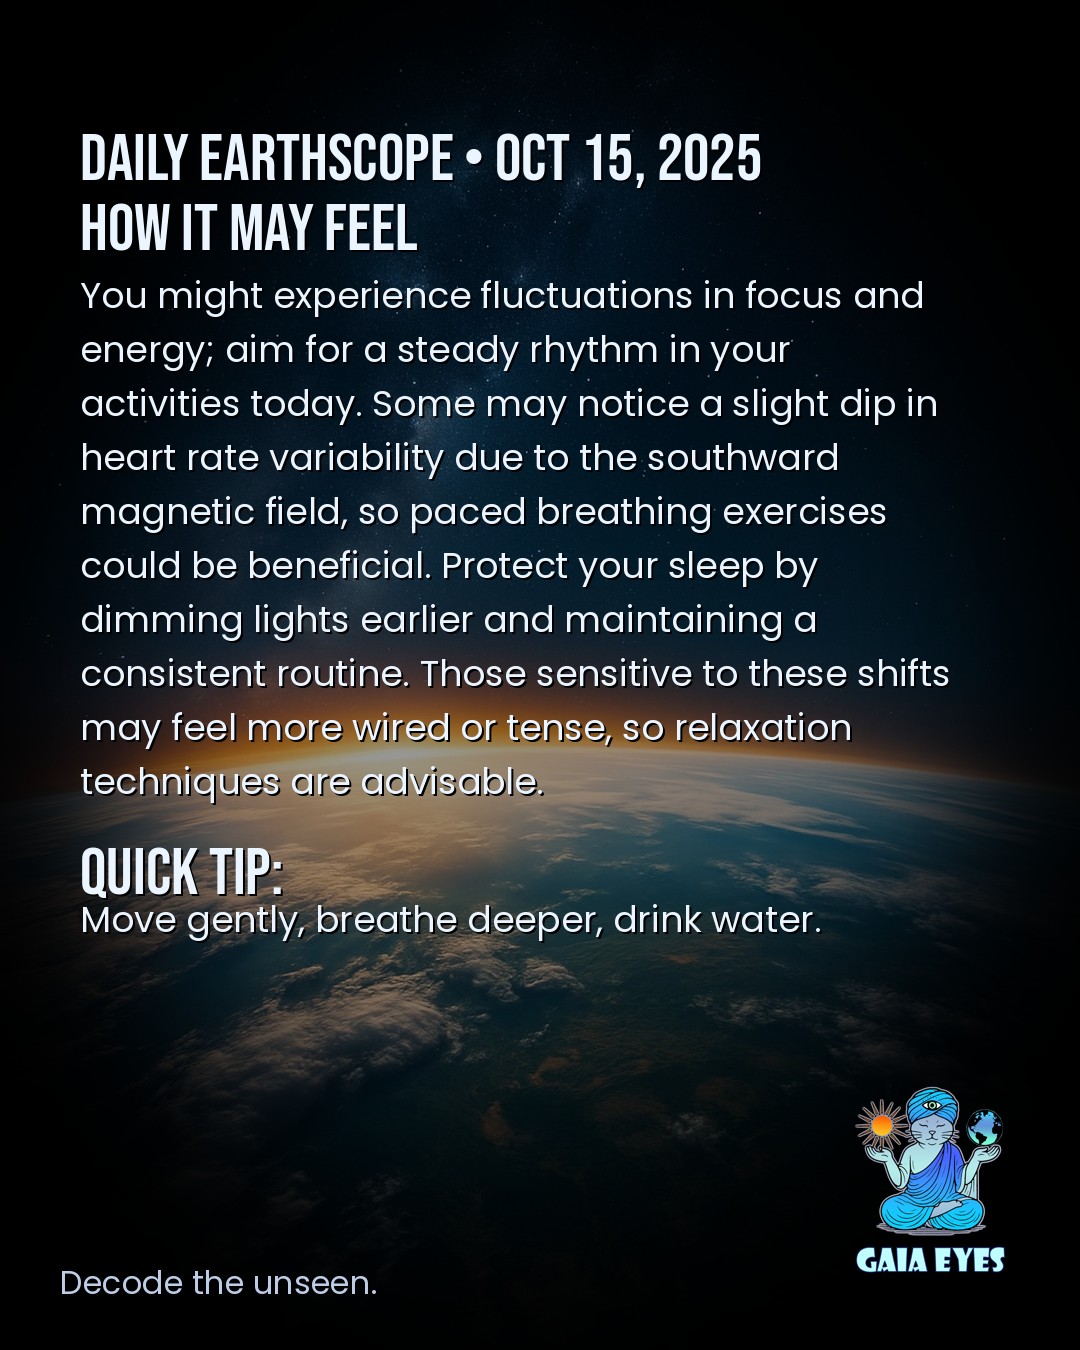 DAILY EARTHSCOPE • OCT 15, 2025
HOW IT MAY FEEL
You might experience fluctuations in focus and
energy; aim for a steady rhythm in your
activities today. Some may notice a slight dip in
heart rate variability due to the southward
magnetic field, so paced breathing exercises
could be beneficial. Protect your sleep by
dimming lights earlier and maintaining a
consistent routine. Those sensitive to these shifts
may feel more wired or tense, so relaxation
techniques are advisable.
QUICK TIP:
Move gently, breathe deeper, drink water.
GAIA EYES
Decode the unseen.